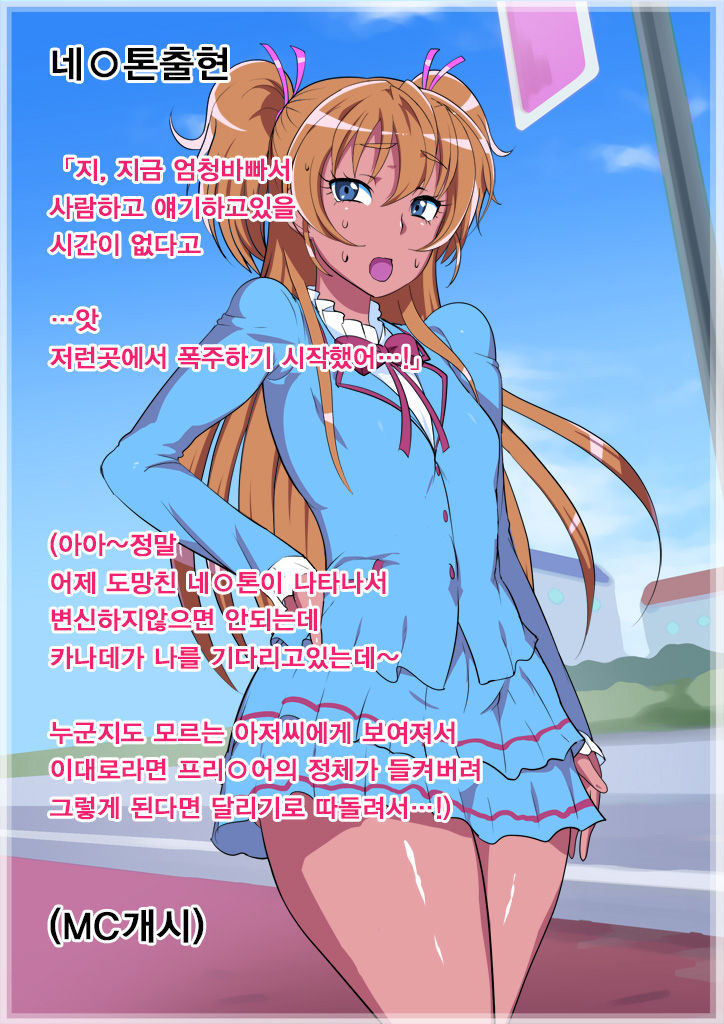 네○톤출현
「지, 지금 엄청바빠서
사람하고 얘기하고있을
시간이 없다고
…앗
저런곳에서 폭주하기 시작했어…!」
(아아~정말
어제 도망친 네○톤이 나타나서
변신하지않으면 안되는데
카나데가 나를 기다리고있는데~
누군지도 모르는 아저씨에게 보여져서
이대로라면 프리○어의 정체가 들켜버려
그렇게 된다면 달리기로 따돌려서…!)
(MC개시)